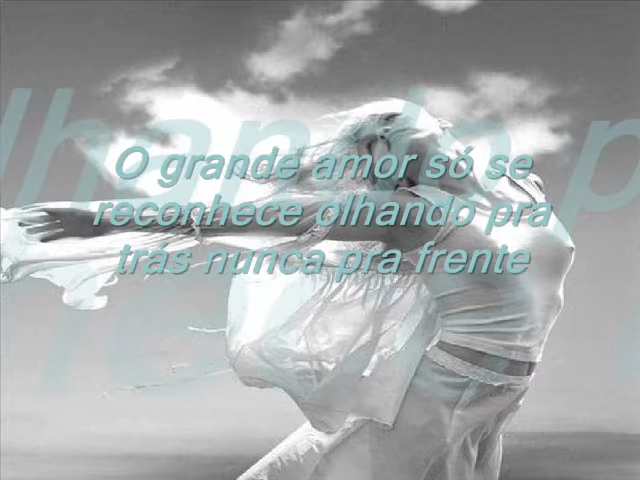 O grande amor só se
reconhece olhando pra
trás nunca pra frente